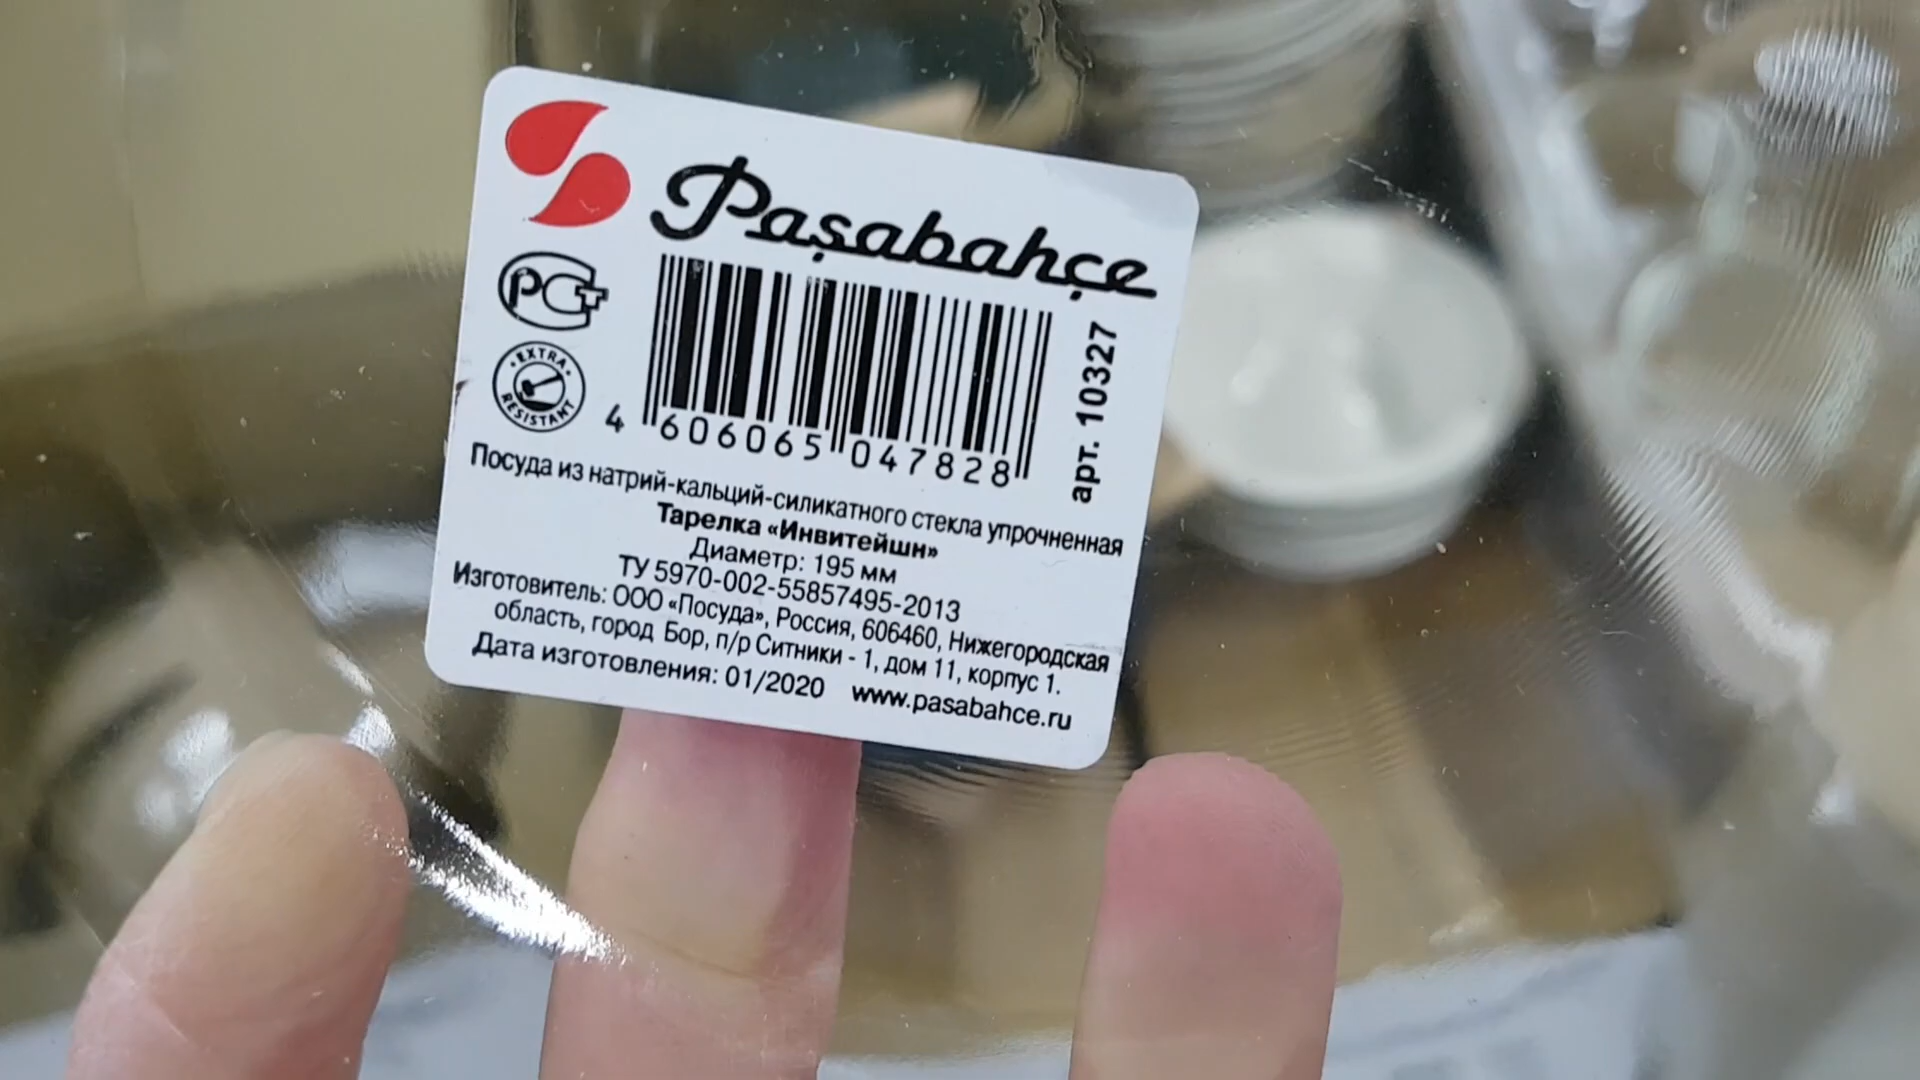 Paşabahçe
РСТ
EXTRA RESISTANT
4 606065 047828
арт. 10327
Посуда из натрий-кальций-силикатного стекла упрочненная
Тарелка «Инвитейшн»
Диаметр: 195 мм
ТУ 5970-002-55857495-2013
Изготовитель: ООО «Посуда», Россия, 606460, Нижегородская
область, город Бор, п/р Ситники - 1, дом 11, корпус 1.
Дата изготовления: 01/2020 www.pasabahce.ru